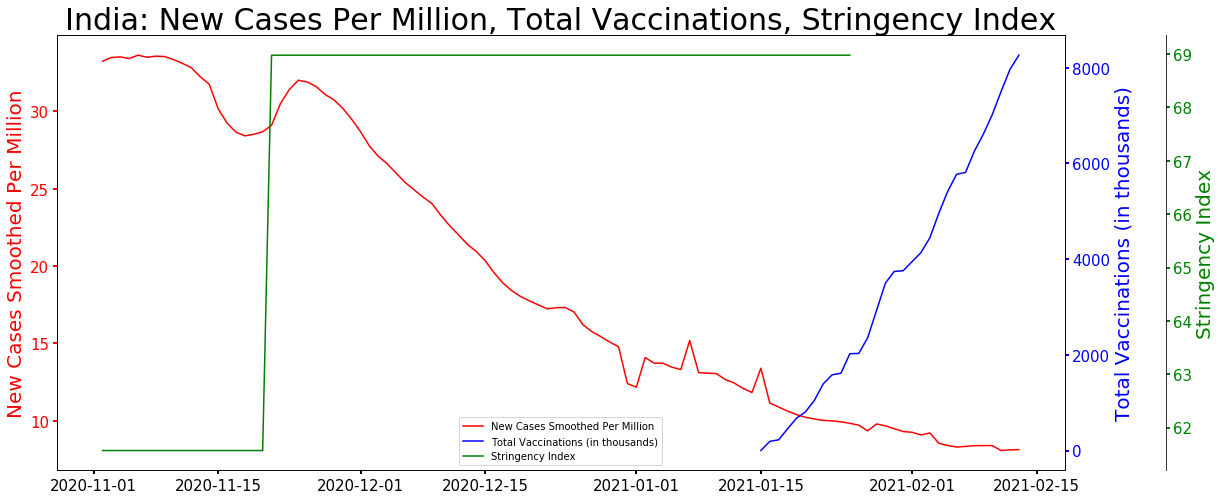 India: New Cases Per Million, Total Vaccinations, Stringency Index
New Cases Smoothed Per Million
30
25
20
15
10
8000
6000
4000
2000
0
Total Vaccinations (in thousands)
69
68
67
66
65
64
63
62
Stringency Index
New Cases Smoothed Per Million
Total Vaccinations (in thousands)
Stringency Index
2020-11-01 2020-11-15 2020-12-01 2020-12-15 2021-01-01 2021-01-15 2021-02-01 2021-02-15